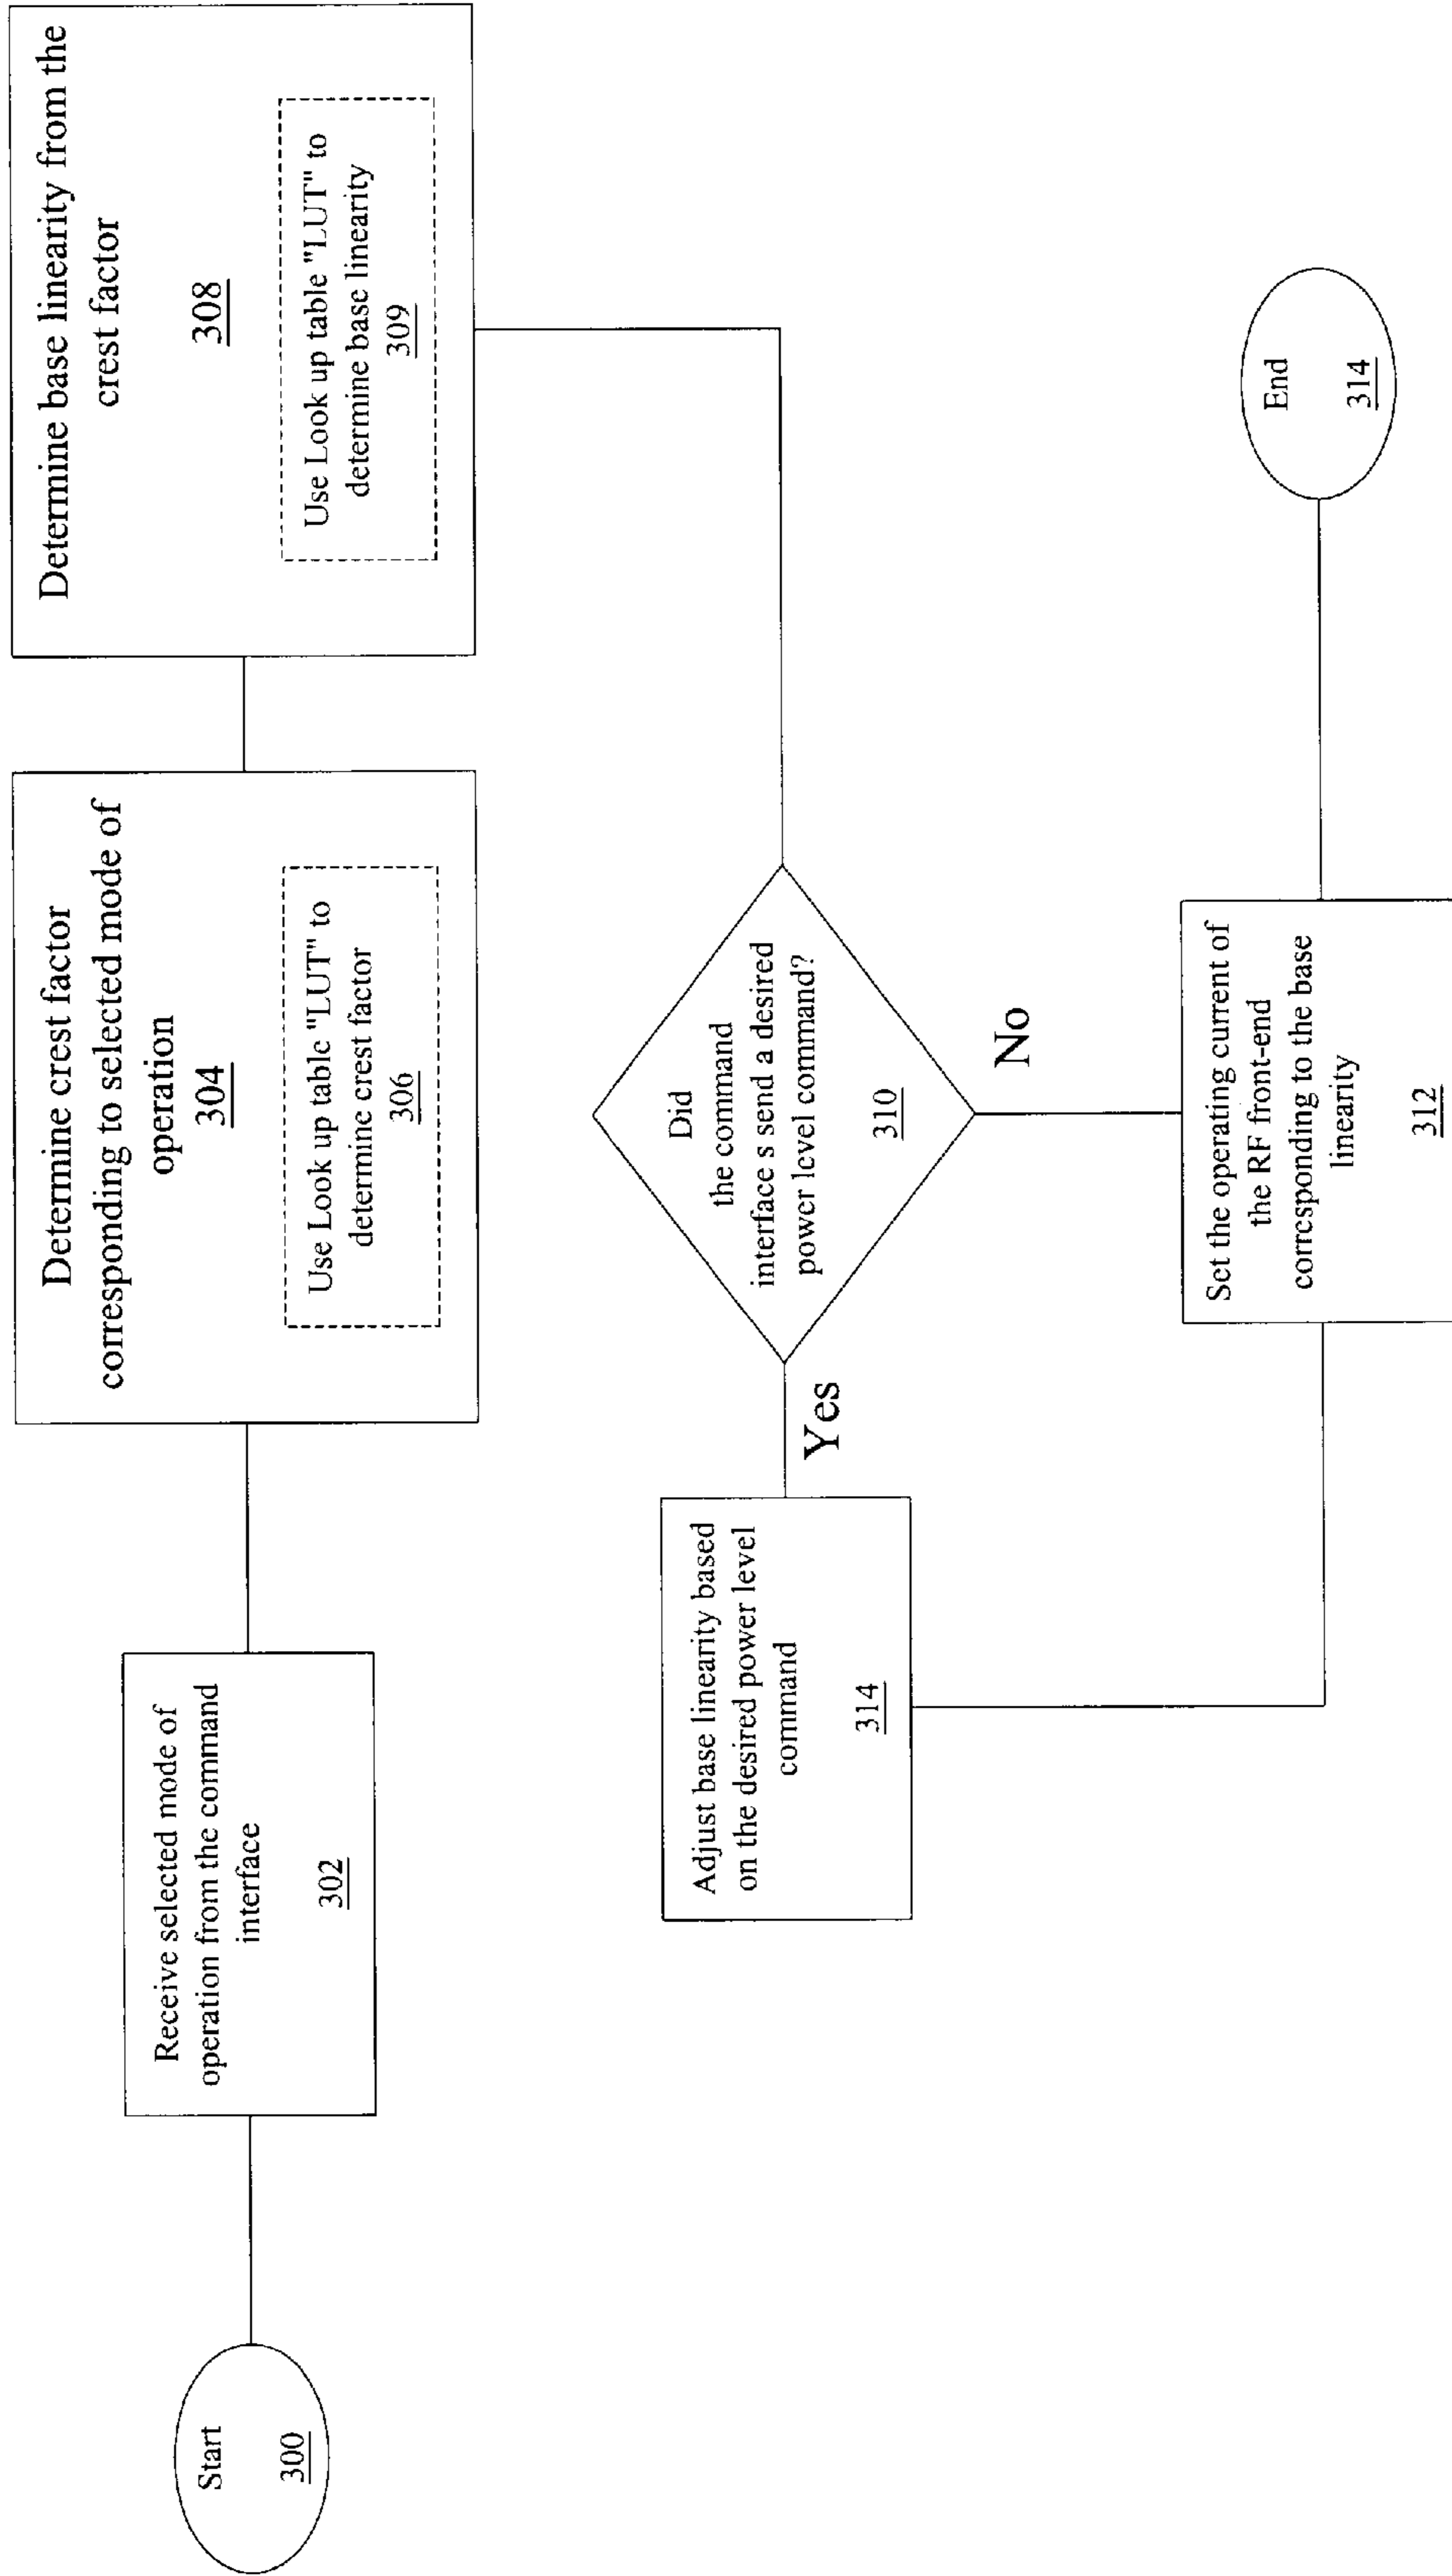 Start
300
Receive selected mode of
operation from the command
interface
302
Determine crest factor
corresponding to selected mode of
operation
304
Use Look up table "LUT" to
determine crest factor
306
Determine base linearity from the
crest factor
308
Use Look up table "LUT" to
determine base linearity
309
Did
the command
interface s send a desired
power level command?
310
Yes
No
Adjust base linearity based
on the desired power level
command
314
Set the operating current of
the RF front-end
corresponding to the base
linearity
312
End
314